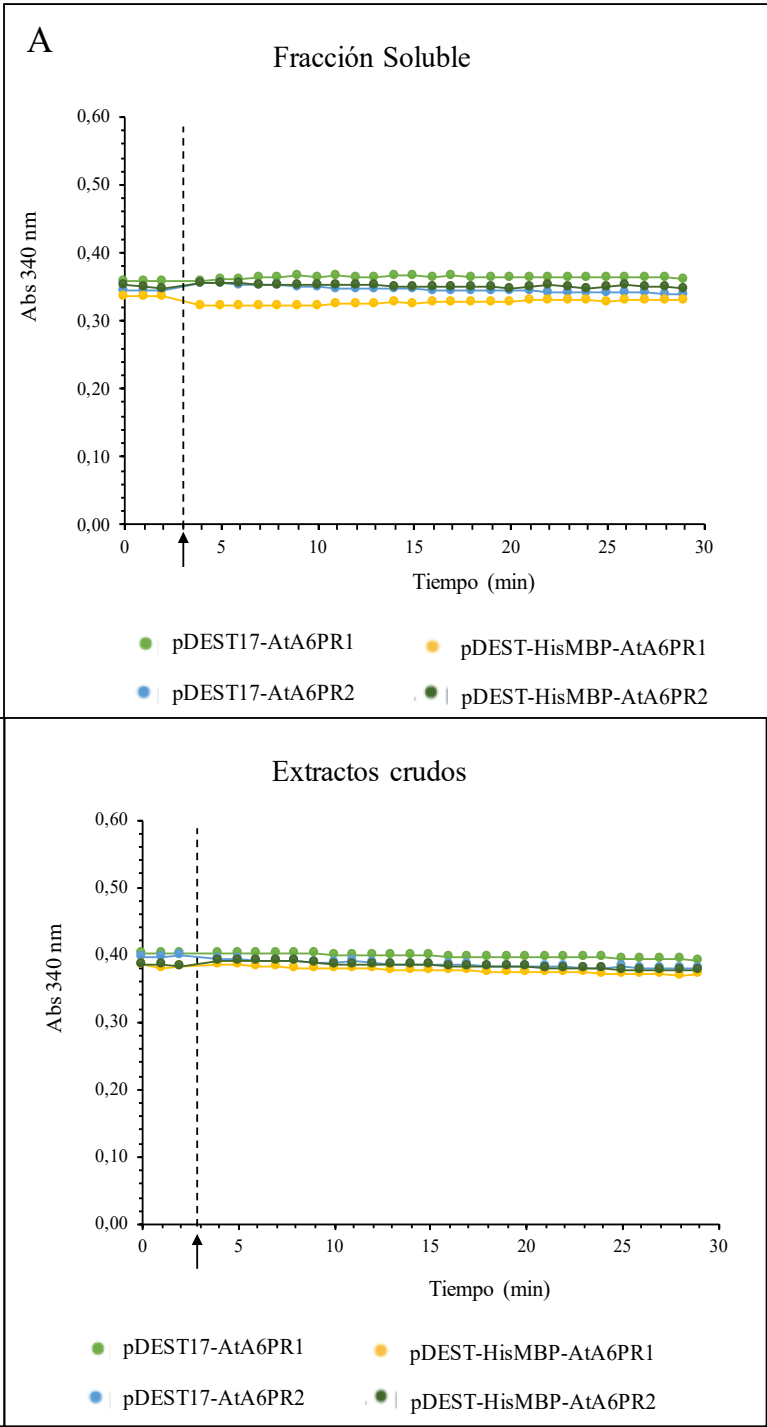 A
Fracción Soluble
0,60
0,50
0,40
0,30
0,20
0,10
0,00
Abs 340 nm
0 5 10 15 20 25 30
Tiempo (min)
pDEST17-AtA6PR1 pDEST-HisMBP-AtA6PR1
pDEST17-AtA6PR2 pDEST-HisMBP-AtA6PR2
Extractos crudos
0,60
0,50
0,40
0,30
0,20
0,10
0,00
Abs 340 nm
0 5 10 15 20 25 30
Tiempo (min)
pDEST17-AtA6PR1 pDEST-HisMBP-AtA6PR1
pDEST17-AtA6PR2 pDEST-HisMBP-AtA6PR2